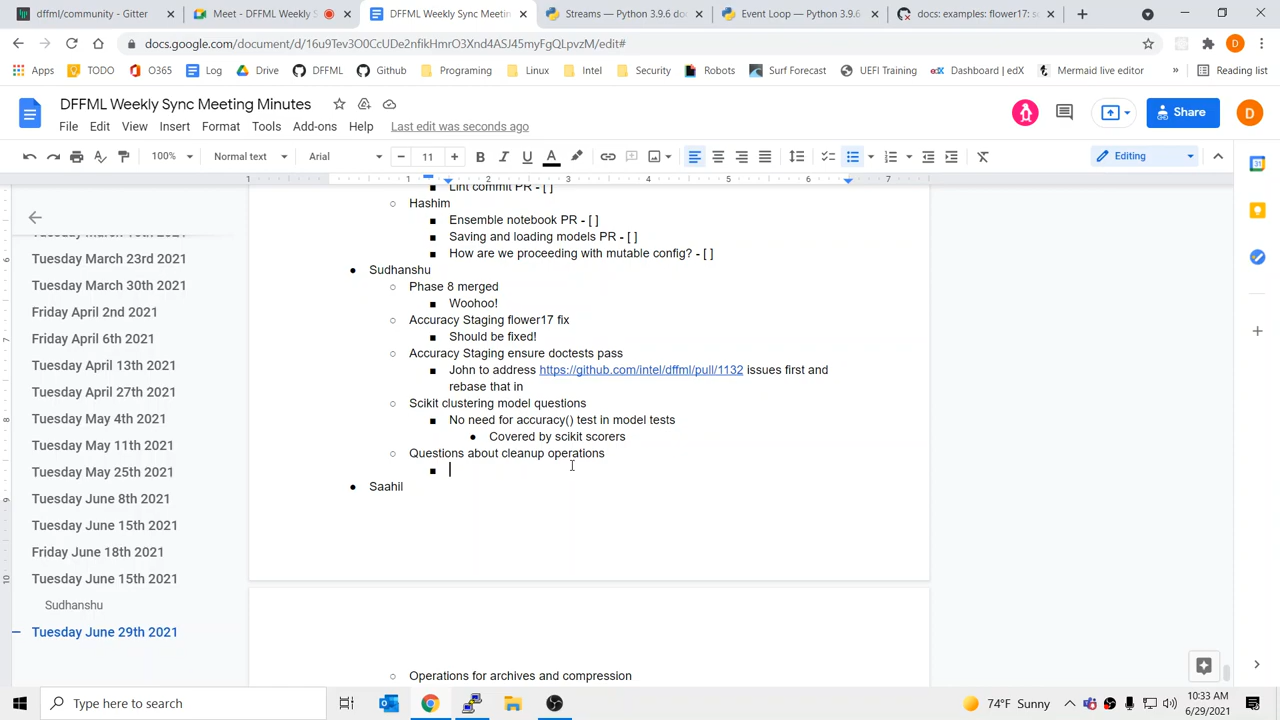 dffml/community - Gitter
Meet - DFFML Weekly S
DFFML Weekly Sync Meetin
Streams — Python 3.9.6 do
Event Loop — Python 3.9.6
docs: examples: flower17: s
docs.google.com/document/d/16u9Tev3O0CcUDe2nfikHmrO3Xnd4ASJ45myFgQLpvzM/edit#
Apps TODO O365 Log Drive DFFML Github Programing Linux Intel Security Robots Surf Forecast UEFI Training Dashboard | edX Mermaid live editor » Reading list
DFFML Weekly Sync Meeting Minutes
File Edit View Insert Format Tools Add-ons Help Last edit was seconds ago
Share
D
100% Normal text Arial 11 Editing
1 1 2 3 4 5 6 7
Tuesday March 23rd 2021
Tuesday March 30th 2021
Friday April 2nd 2021
Friday April 6th 2021
Tuesday April 13th 2021
Tuesday April 27th 2021
Tuesday May 4th 2021
Tuesday May 11th 2021
Tuesday May 25th 2021
Tuesday June 8th 2021
Tuesday June 15th 2021
Friday June 18th 2021
Tuesday June 15th 2021
Sudhanshu
Tuesday June 29th 2021
Lint commit PR - [ ]
Hashim
Ensemble notebook PR - [ ]
Saving and loading models PR - [ ]
How are we proceeding with mutable config? - [ ]
Sudhanshu
Phase 8 merged
Woohoo!
Accuracy Staging flower17 fix
Should be fixed!
Accuracy Staging ensure doctests pass
John to address https://github.com/intel/dffml/pull/1132 issues first and
rebase that in
Scikit clustering model questions
No need for accuracy() test in model tests
Covered by scikit scorers
Questions about cleanup operations
Saahil
Operations for archives and compression
Type here to search
74°F Sunny
10:33 AM
6/29/2021